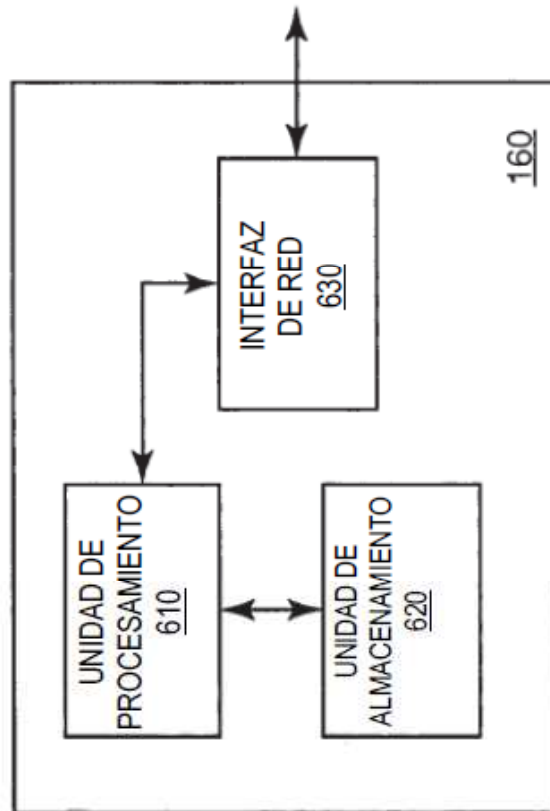 UNIDAD DE
PROCESAMIENTO
610
UNIDAD DE
ALMACENAMIENTO
620
INTERFAZ
DE RED
630
160